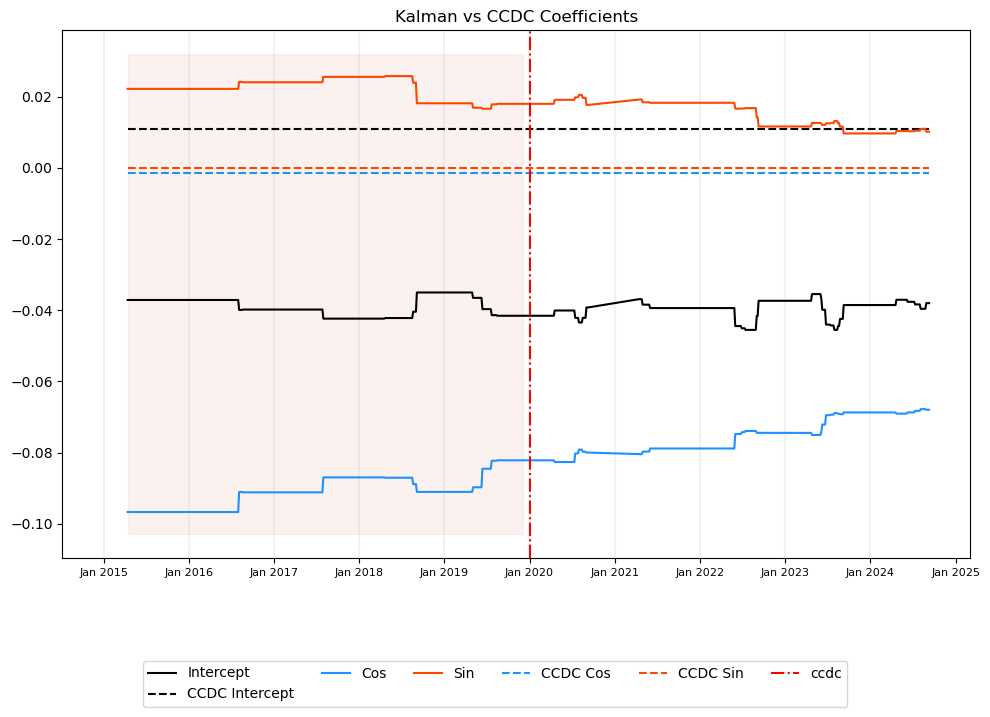 Kalman vs CCDC Coefficients
0.02
0.00
−0.02
−0.04
−0.06
−0.08
−0.10
Jan 2015 Jan 2016 Jan 2017 Jan 2018 Jan 2019 Jan 2020 Jan 2021 Jan 2022 Jan 2023 Jan 2024 Jan 2025
Intercept Cos Sin CCDC Cos CCDC Sin ccdc
CCDC Intercept